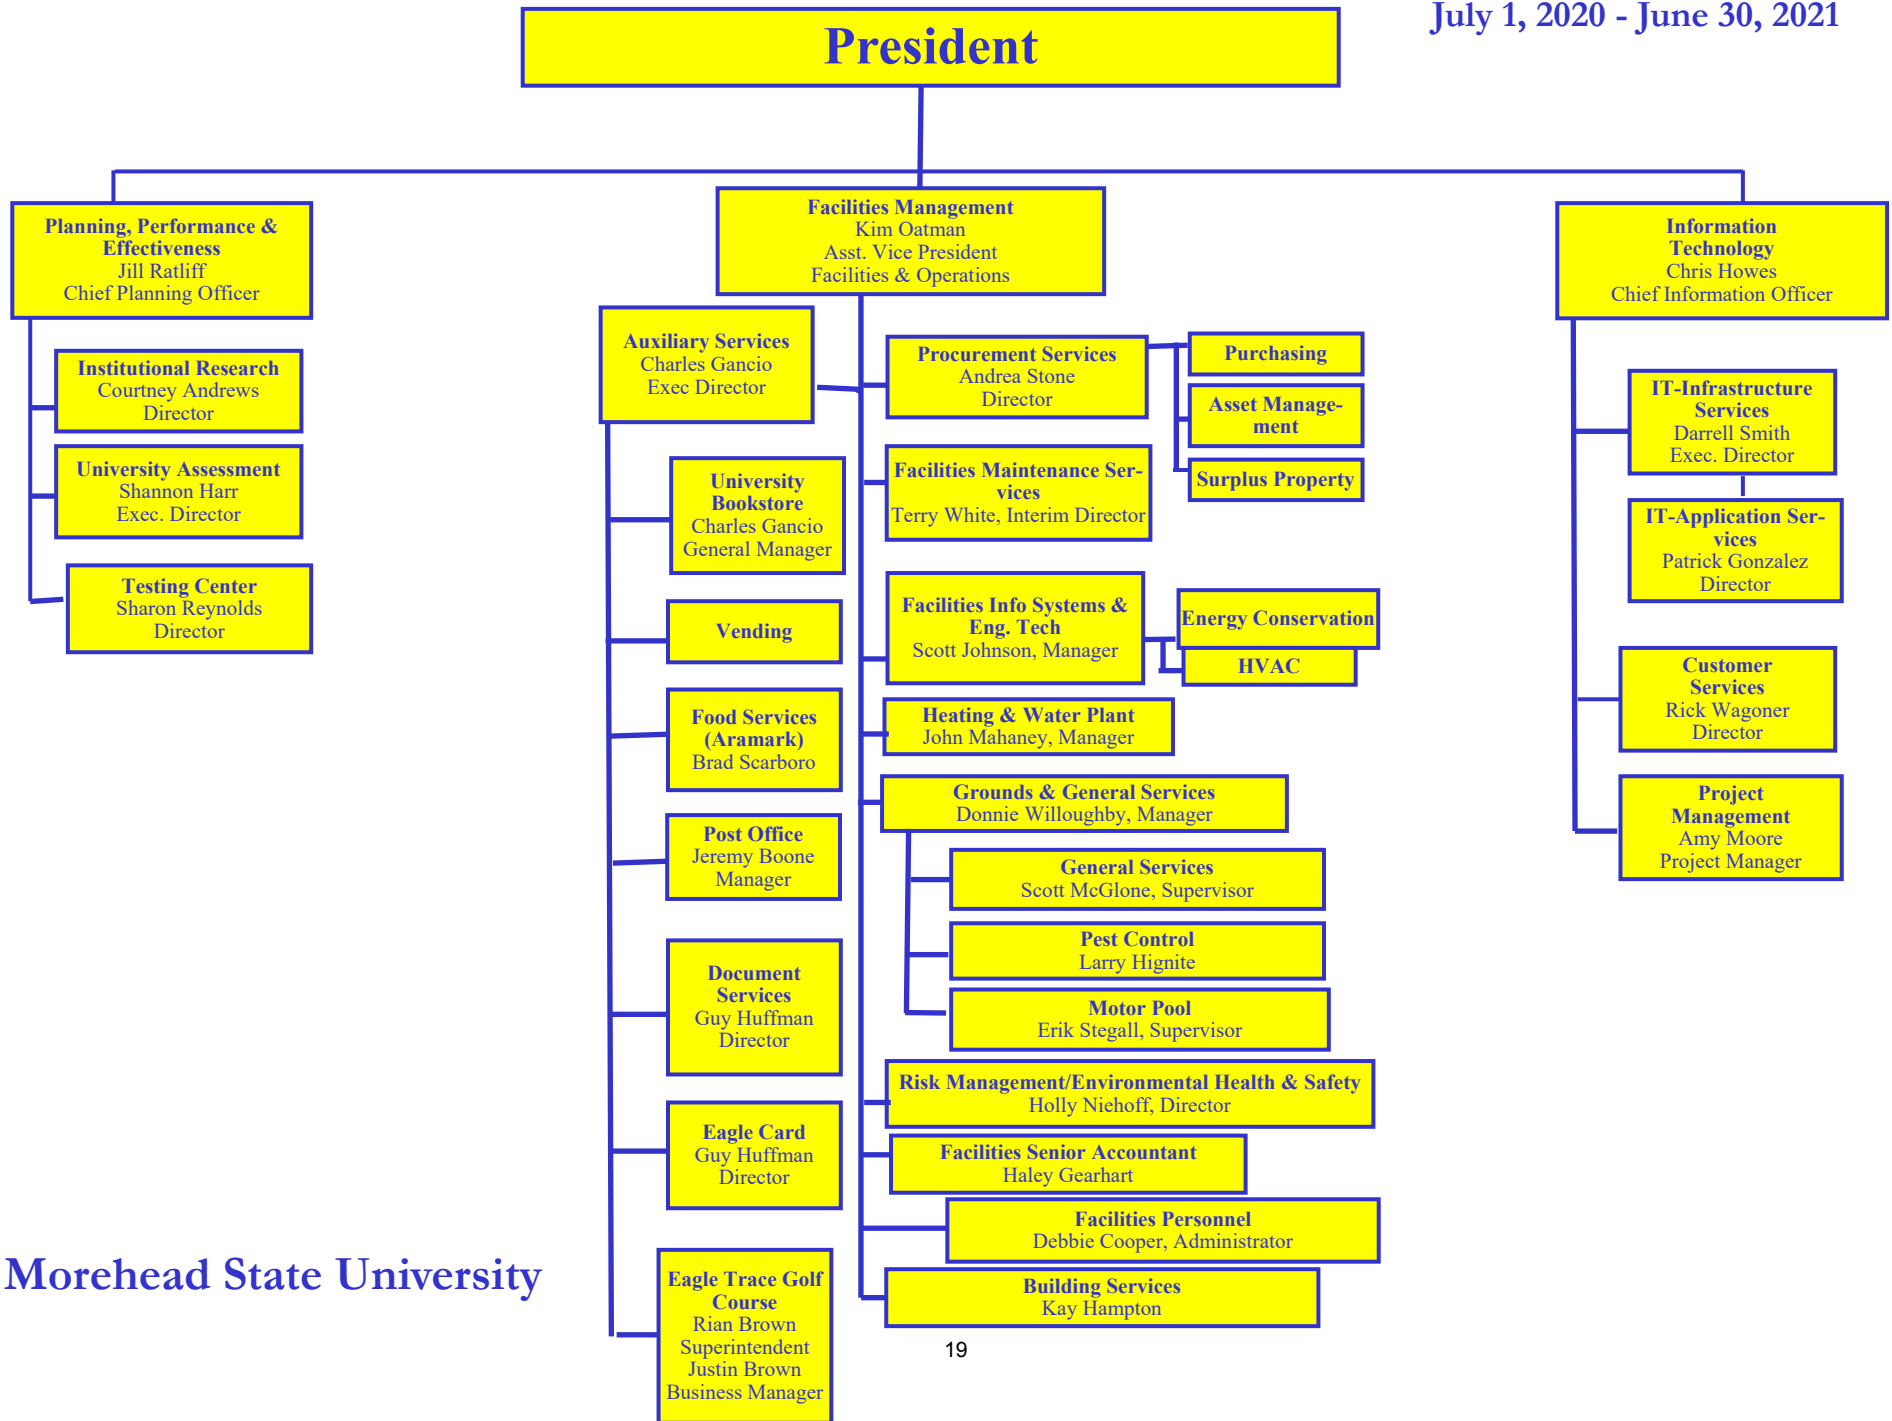 July 1, 2020 - June 30, 2021
President
Planning, Performance &
Effectiveness
Jill Ratliff
Chief Planning Officer
Institutional Research
Courtney Andrews
Director
University Assessment
Shannon Harr
Exec. Director
Testing Center
Sharon Reynolds
Director
Facilities Management
Kim Oatman
Asst. Vice President
Facilities & Operations
Auxiliary Services
Charles Gancio
Exec Director
University
Bookstore
Charles Gancio
General Manager
Vending
Food Services
(Aramark)
Brad Scarboro
Post Office
Jeremy Boone
Manager
Document
Services
Guy Huffman
Director
Eagle Card
Guy Huffman
Director
Eagle Trace Golf
Course
Rian Brown
Superintendent
Justin Brown
Business Manager
Procurement Services
Andrea Stone
Director
Purchasing
Asset Manage-
ment
Surplus Property
Facilities Maintenance Ser-
vices
Terry White, Interim Director
Facilities Info Systems &
Eng. Tech
Scott Johnson, Manager
Energy Conservation
HVAC
Heating & Water Plant
John Mahaney, Manager
Grounds & General Services
Donnie Willoughby, Manager
General Services
Scott McGlone, Supervisor
Pest Control
Larry Hignite
Motor Pool
Erik Stegall, Supervisor
Risk Management/Environmental Health & Safety
Holly Niehoff, Director
Facilities Senior Accountant
Haley Gearhart
Facilities Personnel
Debbie Cooper, Administrator
Building Services
Kay Hampton
Information
Technology
Chris Howes
Chief Information Officer
IT-Infrastructure
Services
Darrell Smith
Exec. Director
IT-Application Ser-
vices
Patrick Gonzalez
Director
Customer
Services
Rick Wagoner
Director
Project
Management
Amy Moore
Project Manager
Morehead State University
19